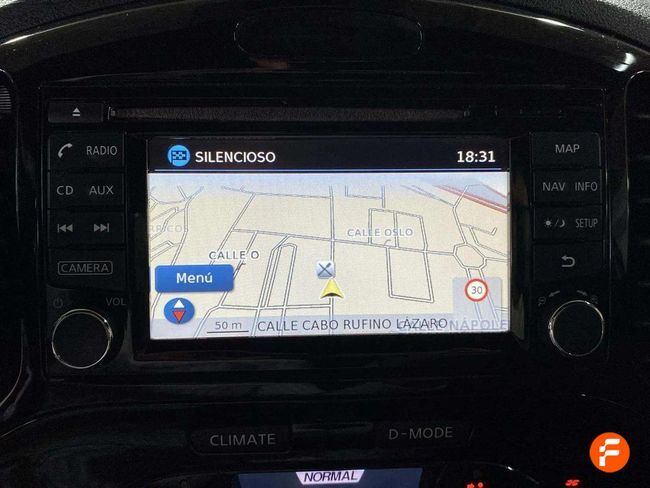 RADIO
CD AUX
CAMERA
VOL
MAP
NAV INFO
SETUP
SILENCIOSO 18:31
CALLE OSLO
CALLE O
Menú
30
50 m CALLE CABO RUFINO LÁZARO
CLIMATE
D-MODE
NORMAL